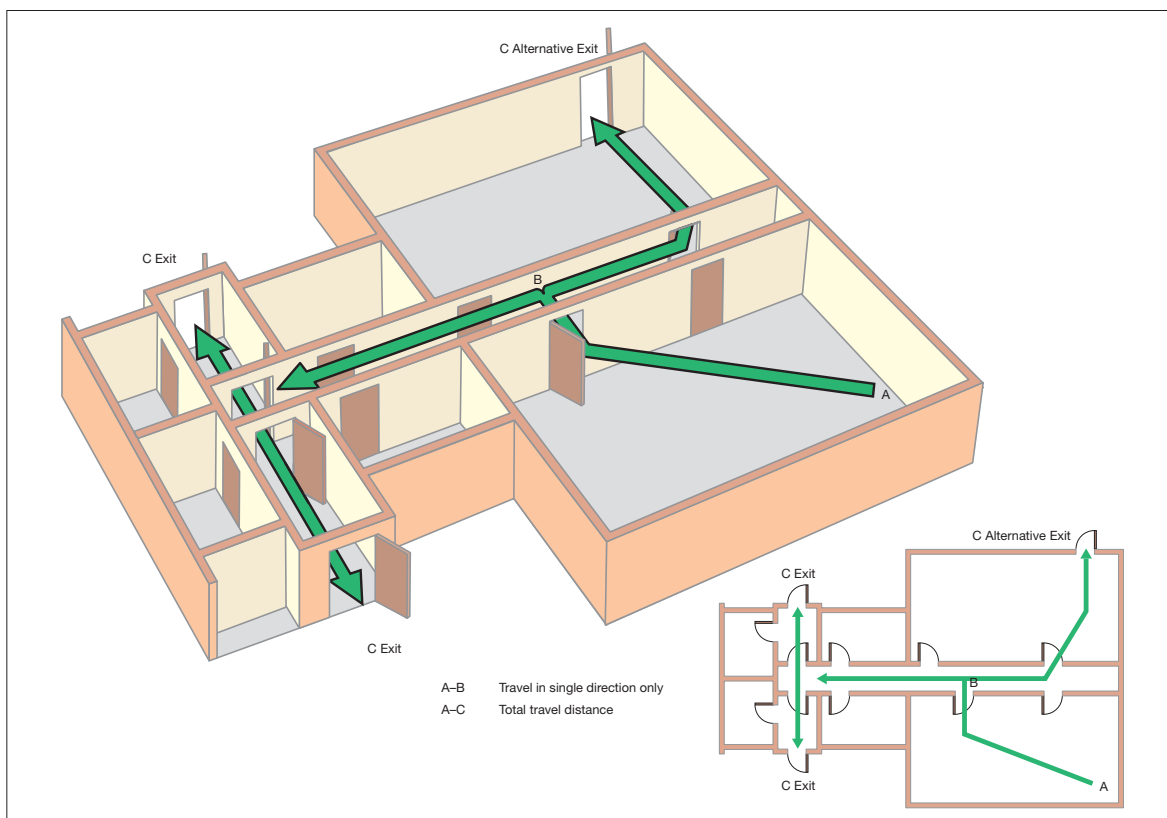 C Alternative Exit
C Exit
B
A
C Exit
A–B Travel in single direction only
A–C Total travel distance
C Alternative Exit
C Exit
B
A
C Exit